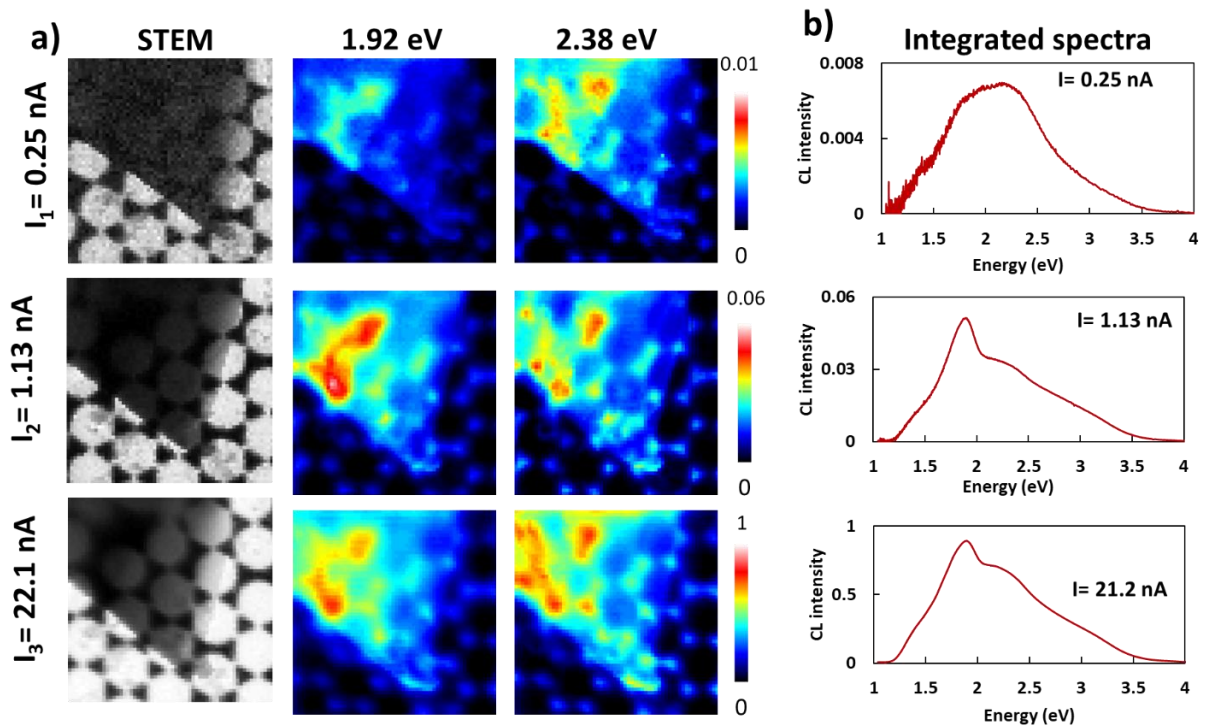 a)
STEM
1.92 eV
2.38 eV
I1= 0.25 nA
0.01
0
I2= 1.13 nA
0.06
0
I3= 22.1 nA
1
0
b)
Integrated spectra
I= 0.25 nA
CL intensity
0.008
0.004
0
1 1.5 2 2.5 3 3.5 4
Energy (eV)
I= 1.13 nA
CL intensity
0.06
0.03
0
1 1.5 2 2.5 3 3.5 4
Energy (eV)
I= 21.2 nA
CL intensity
1
0.5
0
1 1.5 2 2.5 3 3.5 4
Energy (eV)